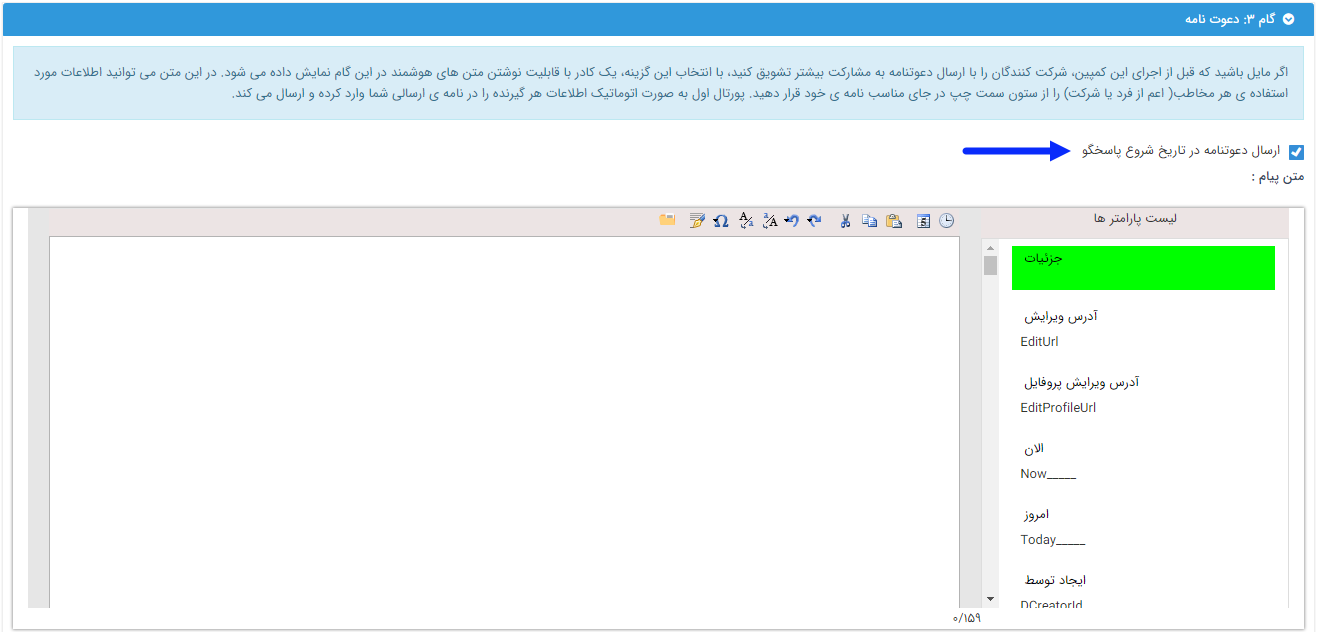 گام ۳: دعوت نامه
اگر مایل باشید که قبل از اجرای این کمپین، شرکت کنندگان را با ارسال دعوتنامه به مشارکت بیشتر تشویق کنید، با انتخاب این گزینه، یک کادر با قابلیت نوشتن متن های هوشمند در این گام نمایش داده می شود. در این متن می توانید اطلاعات مورد
استفاده ی هر مخاطب( اعم از فرد یا شرکت) را از ستون سمت چپ در جای مناسب نامه ی خود قرار دهید. پورتال اول به صورت اتوماتیک اطلاعات هر گیرنده را در نامه ی ارسالی شما وارد کرده و ارسال می کند.
ارسال دعوتنامه در تاریخ شروع پاسخگو
متن پیام :
لیست پارامتر ها
جزئیات
آدرس ویرایش
EditUrl
آدرس ویرایش پروفایل
EditProfileUrl
الان
Now_____
امروز
Today_____
ایجاد توسط
DCreatorId
۰/۱۵۹